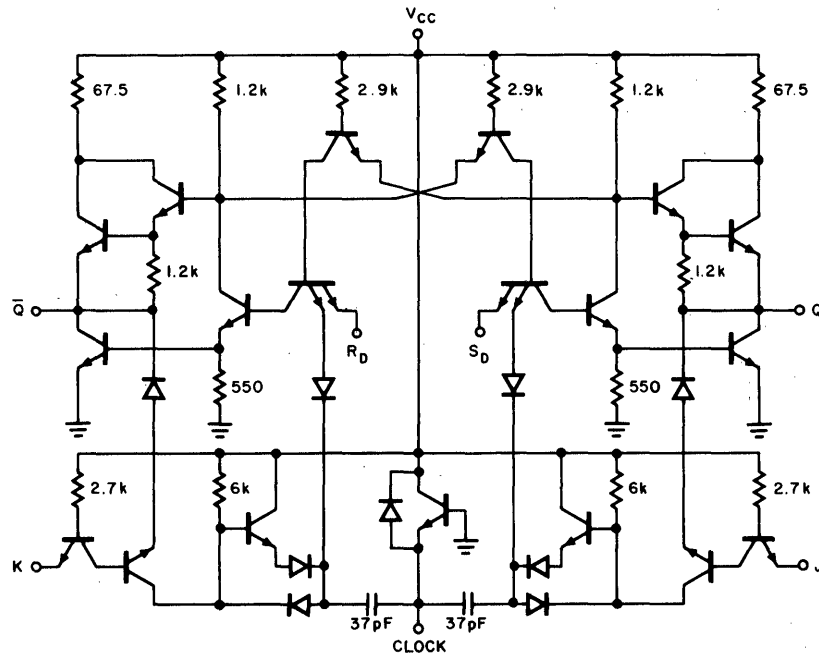 VCC
67.5
1.2k
2.9k
2.9k
1.2k
67.5
1.2k
1.2k
Q̅
Q
RD
SD
550
550
2.7k
6k
6k
2.7k
K
J
37pF
37pF
CLOCK